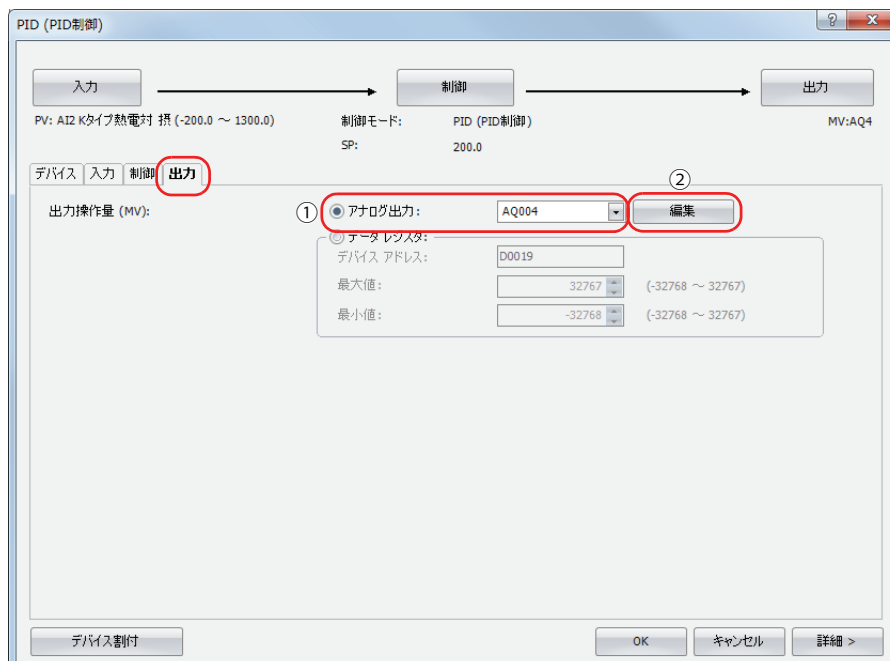 PID (PID制御)
入力
制御
出力
PV: AI2 Kタイプ熱電対 摂 (-200.0 ～ 1300.0)
制御モード: PID (PID制御)
MV:AQ4
SP: 200.0
デバイス 入力 制御 出力
②
出力操作量 (MV): ① アナログ出力: AQ004 編集
データ レジスタ:
デバイス アドレス: D0019
最大値: 32767 (-32768 ～ 32767)
最小値: -32768 (-32768 ～ 32767)
デバイス割付 OK キャンセル 詳細 >